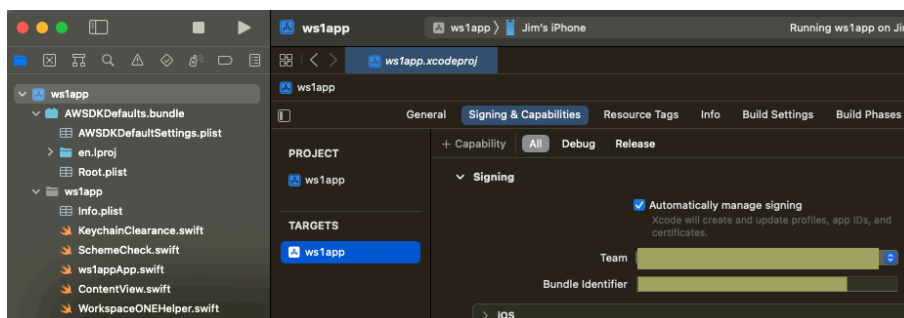 ws1app
ws1app 〉 Jim's iPhone
Running ws1app on Ji
ws1app.xcodeproj
ws1app
ws1app
AWSDKDefaults.bundle
AWSDKDefaultSettings.plist
en.lproj
Root.plist
ws1app
Info.plist
KeychainClearance.swift
SchemeCheck.swift
ws1appApp.swift
ContentView.swift
WorkspaceONEHelper.swift
General Signing & Capabilities Resource Tags Info Build Settings Build Phases
PROJECT
ws1app
TARGETS
ws1app
+ Capability All Debug Release
Signing
Automatically manage signing
Xcode will create and update profiles, app IDs, and
certificates.
Team
Bundle Identifier
iOS